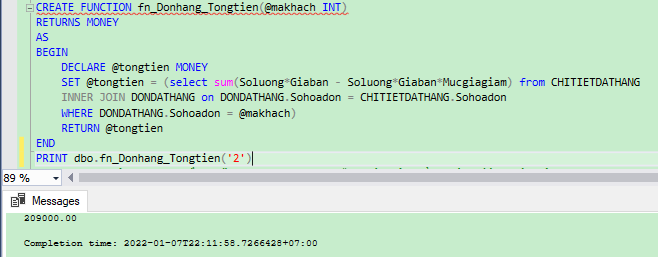 CREATE FUNCTION fn_Donhang_Tongtien(@makhach INT)
RETURNS MONEY
AS
BEGIN
DECLARE @tongtien MONEY
SET @tongtien = (select sum(Soluong*Giaban - Soluong*Giaban*Mucgiagiam) from CHITIETDATHANG
INNER JOIN DONDATHANG on DONDATHANG.Sohoadon = CHITIETDATHANG.Sohoadon
WHERE DONDATHANG.Sohoadon = @makhach)
RETURN @tongtien
END
PRINT dbo.fn_Donhang_Tongtien('2')
89 %
Messages
209000.00
Completion time: 2022-01-07T22:11:58.7266428+07:00